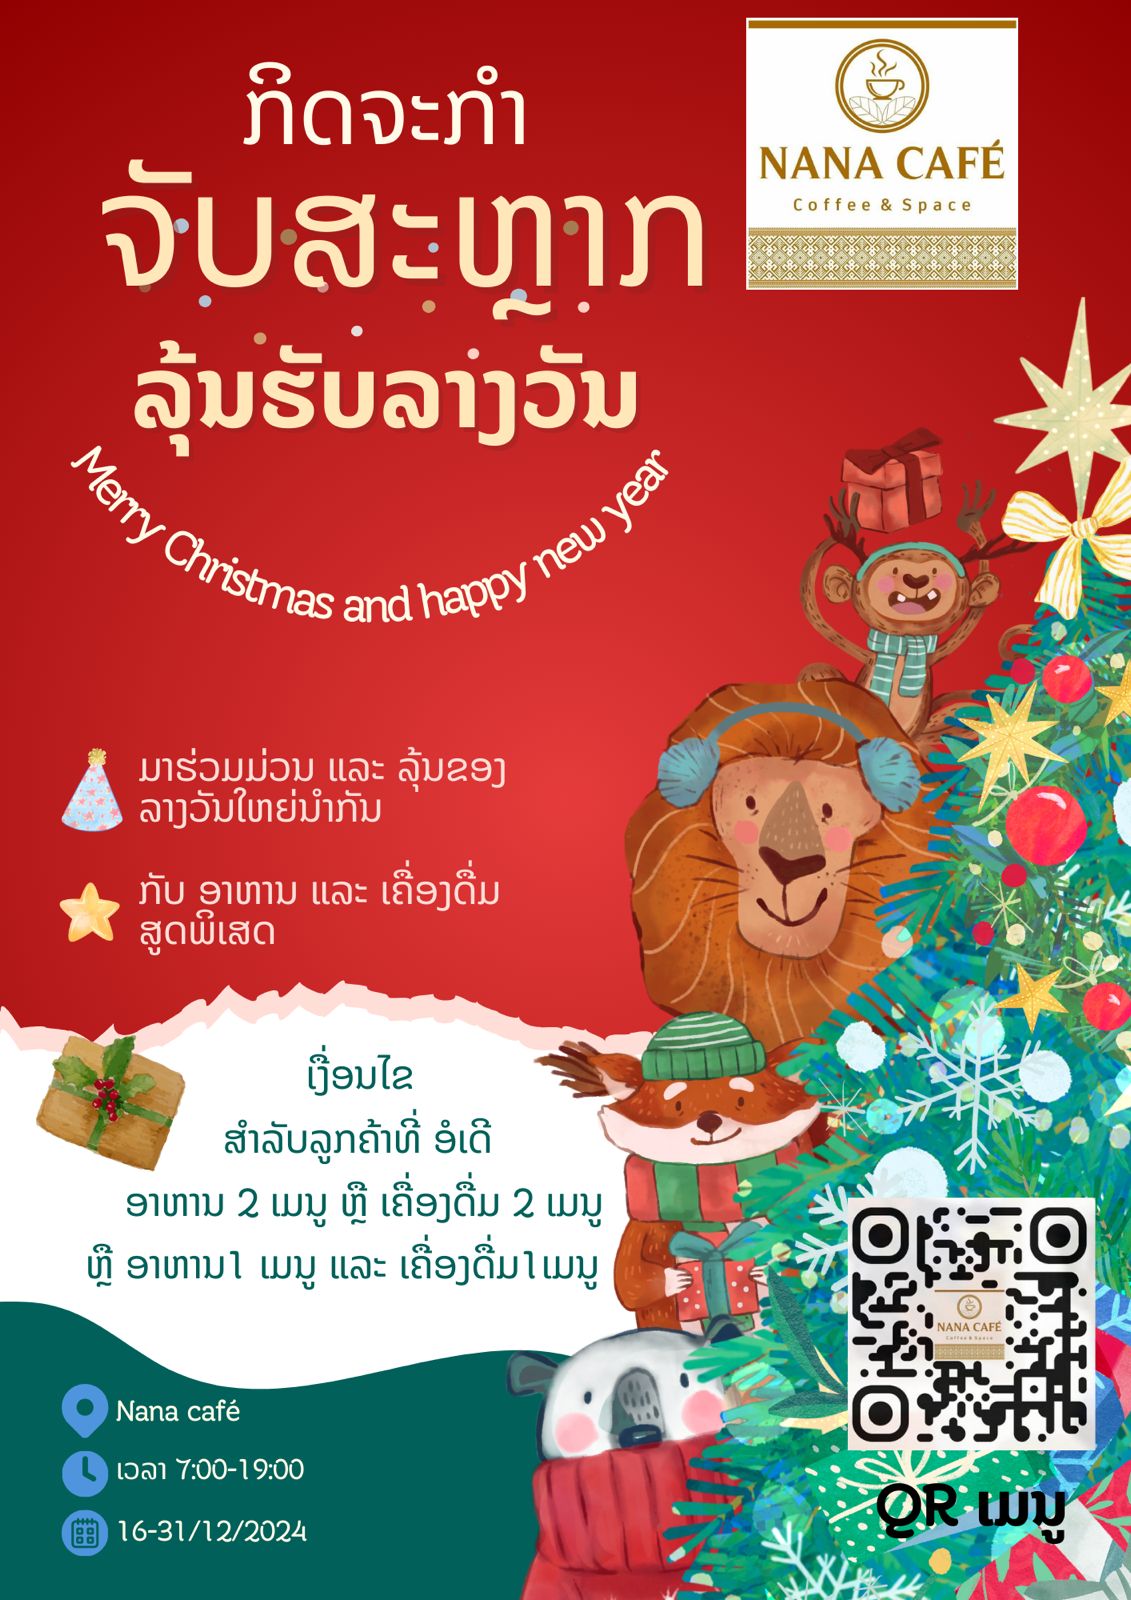 ກິດຈະກຳ
ຈັບສະຫຼາກ
ລຸ້ນຮັບລາງວັນ
Merry Christmas and happy new year
NANA CAFÉ
Coffee & Space
ມາຮ່ວມມ່ວນ ແລະ ລຸ້ນຂອງ
ລາງວັນໃຫຍ່ນຳກັນ
ກັບ ອາຫານ ແລະ ເຄື່ອງດື່ມ
ສູດພິເສດ
ເງື່ອນໄຂ
ສຳລັບລູກຄ້າທີ່ ອໍເດີ
ອາຫານ 2 ເມນູ ຫຼື ເຄື່ອງດື່ມ 2 ເມນູ
ຫຼື ອາຫານ1 ເມນູ ແລະ ເຄື່ອງດື່ມ1ເມນູ
Nana café
ເວລາ 7:00-19:00
16-31/12/2024
NANA CAFÉ
Coffee & Space
QR ເມນູ